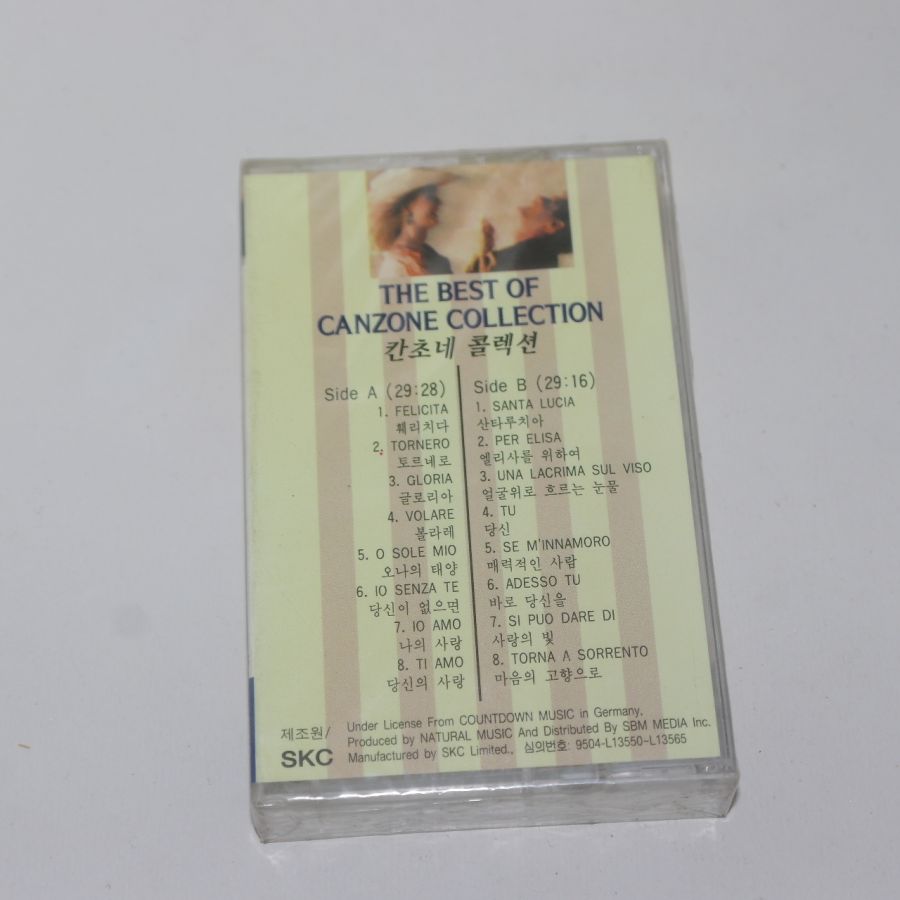 THE BEST OF
CANZONE COLLECTION
칸초네 콜렉션
Side A (29:28)
1. FELICITA
훼리치다
2. TORNERO
토르네로
3. GLORIA
글로리아
4. VOLARE
볼라레
5. O SOLE MIO
오나의 태양
6. IO SENZA TE
당신이 없으면
7. IO AMO
나의 사랑
8. TI AMO
당신의 사랑
Side B (29:16)
1. SANTA LUCIA
산타루치아
2. PER ELISA
엘리사를 위하여
3. UNA LACRIMA SUL VISO
얼굴위로 흐르는 눈물
4. TU
당신
5. SE M'INNAMORO
매력적인 사람
6. ADESSO TU
바로 당신을
7. SI PUO DARE DI
사랑의 빛
8. TORNA A SORRENTO
마음의 고향으로
제조원/
SKC
Under License From COUNTDOWN MUSIC in Germany,
Produced by NATURAL MUSIC And Distributed By SBM MEDIA Inc.
Manufactured by SKC Limited., 심의번호: 9504-L13550~L13565